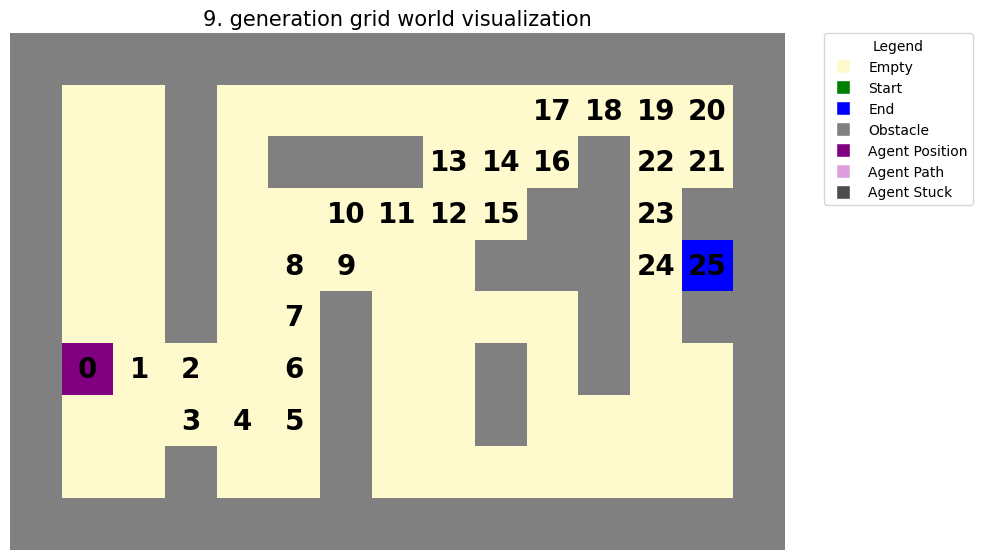 9. generation grid world visualization
Legend
Empty
Start
End
Obstacle
Agent Position
Agent Path
Agent Stuck
17 18 19 20
13 14 16 22 21
10 11 12 15 23
8 9 24 25
7
0 1 2 6
3 4 5